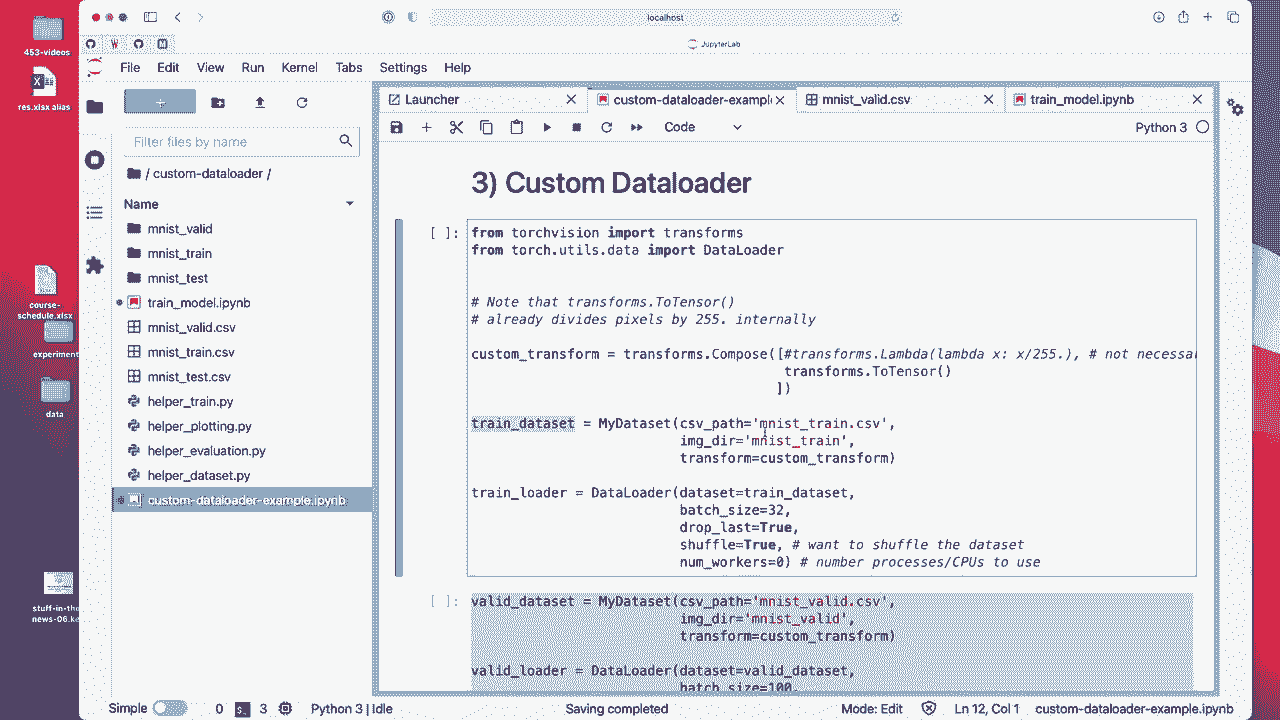 localhost
JupyterLab
453-videos
res.xlsx alias
course-
schedule.xlsx
experiment
data
stuff-in-the
news-06.ke
File Edit View Run Kernel Tabs Settings Help
Filter files by name
/ custom-dataloader /
Name
mnist_valid
mnist_train
mnist_test
train_model.ipynb
mnist_valid.csv
mnist_train.csv
mnist_test.csv
helper_train.py
helper_plotting.py
helper_evaluation.py
helper_dataset.py
custom-dataloader-example.ipynb
Launcher custom-dataloader-example mnist_valid.csv train_model.ipynb
Code Python 3
3) Custom Dataloader
[ ]: from torchvision import transforms
from torch.utils.data import DataLoader
# Note that transforms.ToTensor()
# already divides pixels by 255. internally
custom_transform = transforms.Compose([#transforms.Lambda(lambda x: x/255.), # not necessa
transforms.ToTensor()
])
train_dataset = MyDataset(csv_path='mnist_train.csv',
img_dir='mnist_train',
transform=custom_transform)
train_loader = DataLoader(dataset=train_dataset,
batch_size=32,
drop_last=True,
shuffle=True, # want to shuffle the dataset
num_workers=0) # number processes/CPUs to use
[ ]: valid_dataset = MyDataset(csv_path='mnist_valid.csv',
img_dir='mnist_valid',
transform=custom_transform)
valid_loader = DataLoader(dataset=valid_dataset,
batch_size=100,
Simple 0 $_ 3 Python 3 | Idle Saving completed Mode: Edit Ln 12, Col 1 custom-dataloader-example.ipynb